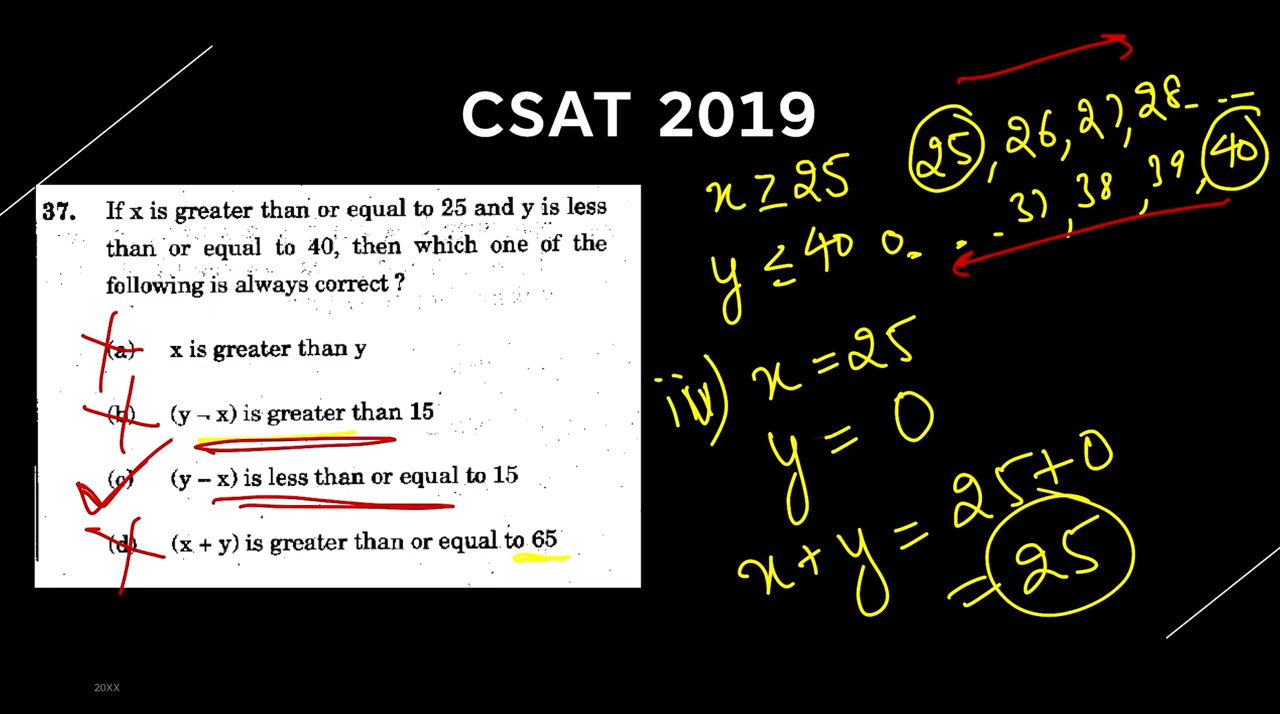 CSAT 2019
37. If x is greater than or equal to 25 and y is less
than or equal to 40, then which one of the
following is always correct ?
(a) x is greater than y
(b) (y – x) is greater than 15
(c) (y – x) is less than or equal to 15
(d) (x + y) is greater than or equal to 65
x ≥ 25
y ≤ 40
25, 26, 27, 28 - . =
0. . . . 37, 38, 39, 40
iv) x = 25
y = 0
x + y = 25 + 0
= 25
20XX